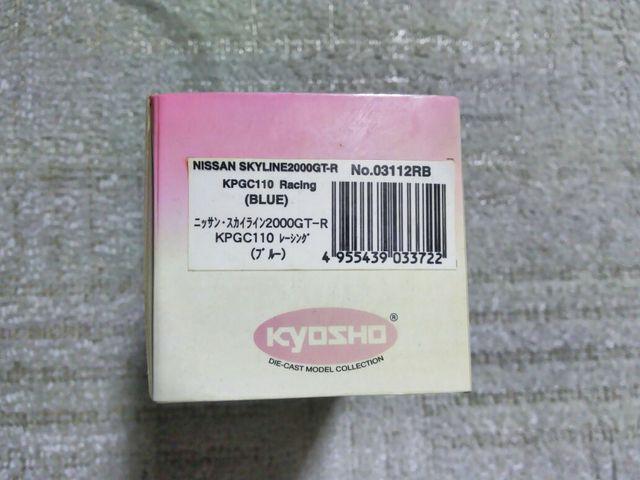 NISSAN SKYLINE2000GT-R No.03112RB
KPGC110 Racing
(BLUE)
ニッサン・スカイライン2000GT-R
KPGC110 ﾚｰｼﾝｸﾞ
(ﾌﾞﾙｰ)
4 955439 033722
KYOSHO®
DIE-CAST MODEL COLLECTION